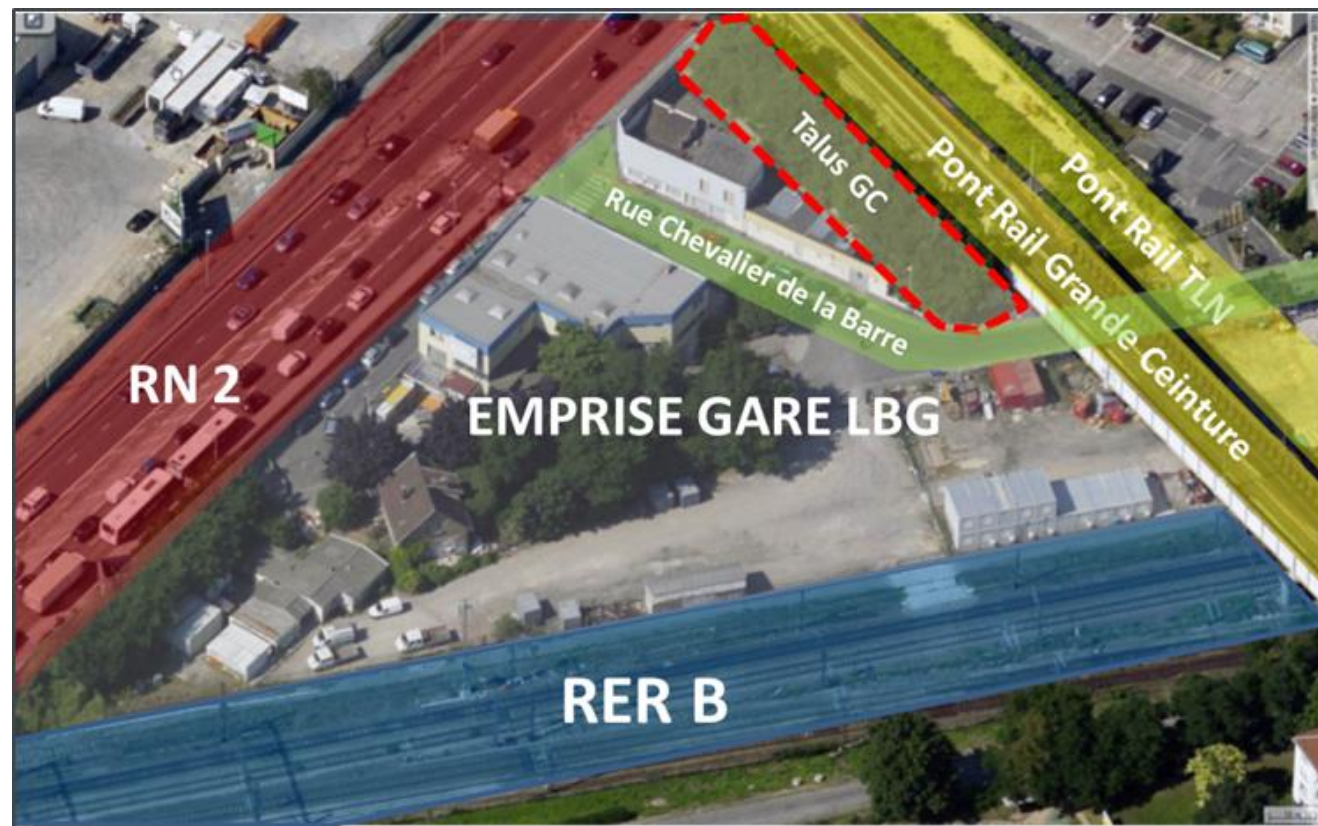 Pont Rail TLN
Pont Rail Grande Ceinture
Talus GC
Rue Chevalier de la Barre
RN 2
EMPRISE GARE LBG
RER B